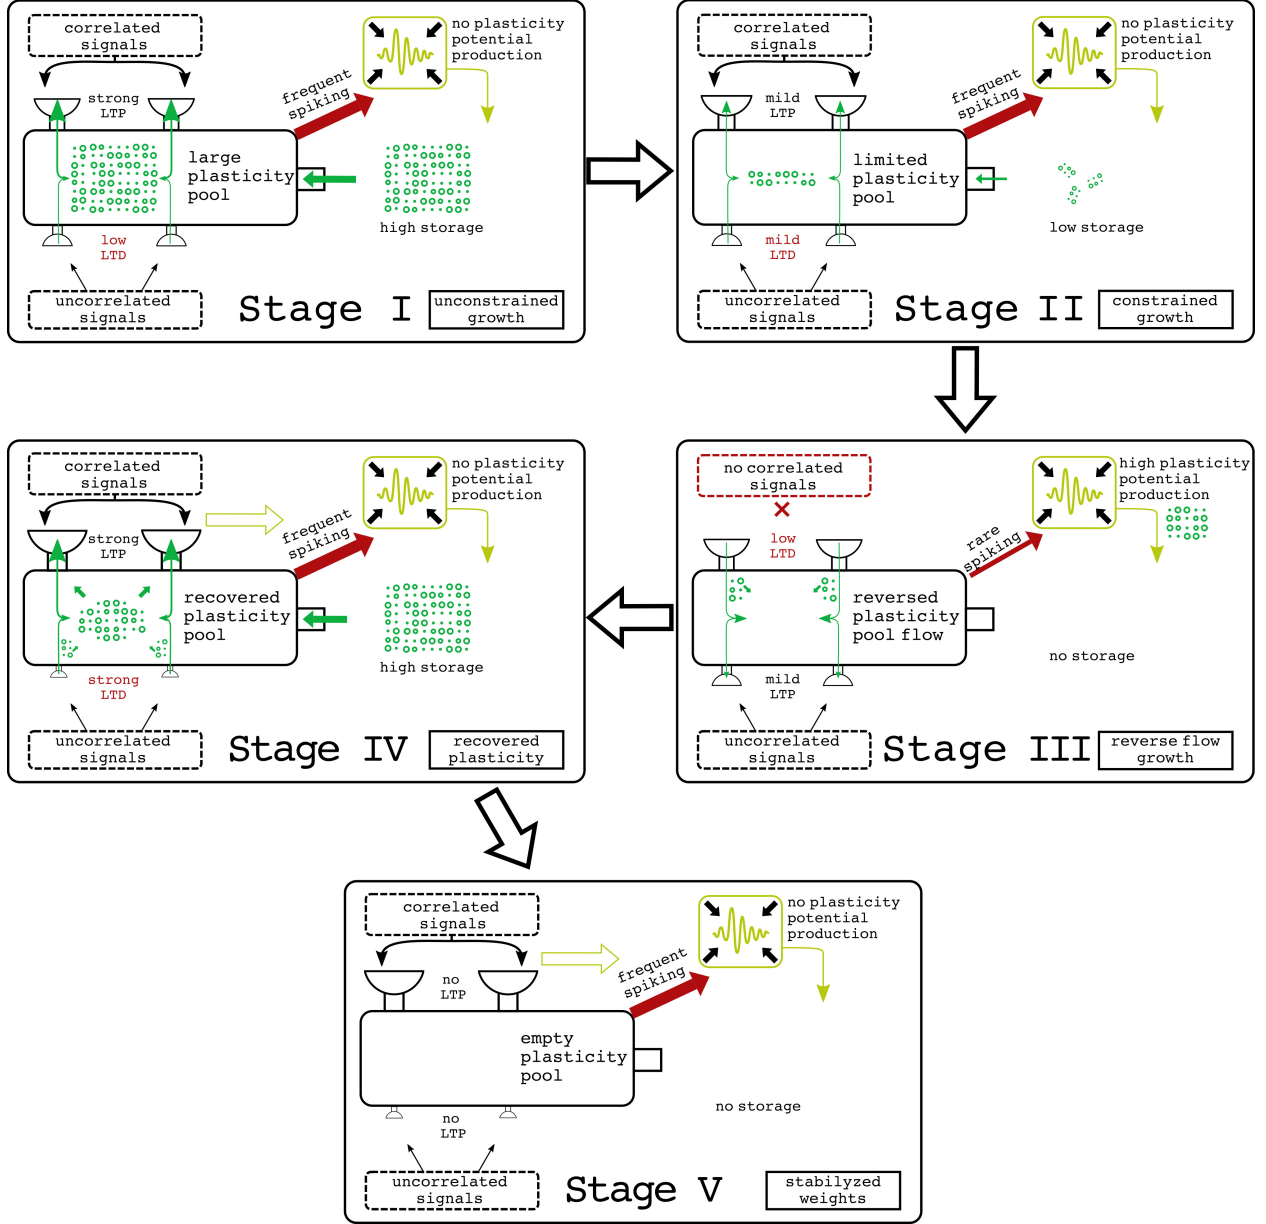 correlated
signals
no plasticity
potential
production
frequent
spiking
strong
LTP
large
plasticity
pool
high storage
low
LTD
uncorrelated
signals
Stage I
unconstrained
growth
correlated
signals
no plasticity
potential
production
frequent
spiking
mild
LTP
limited
plasticity
pool
low storage
mild
LTD
uncorrelated
signals
Stage II
constrained
growth
no correlated
signals
high plasticity
potential
production
rare
spiking
low
LTD
reversed
plasticity
pool flow
no storage
mild
LTP
uncorrelated
signals
Stage III
reverse flow
growth
correlated
signals
no plasticity
potential
production
frequent
spiking
strong
LTP
recovered
plasticity
pool
high storage
strong
LTD
uncorrelated
signals
Stage IV
recovered
plasticity
correlated
signals
no plasticity
potential
production
frequent
spiking
no
LTP
empty
plasticity
pool
no storage
no
LTP
uncorrelated
signals
Stage V
stabilyzed
weights